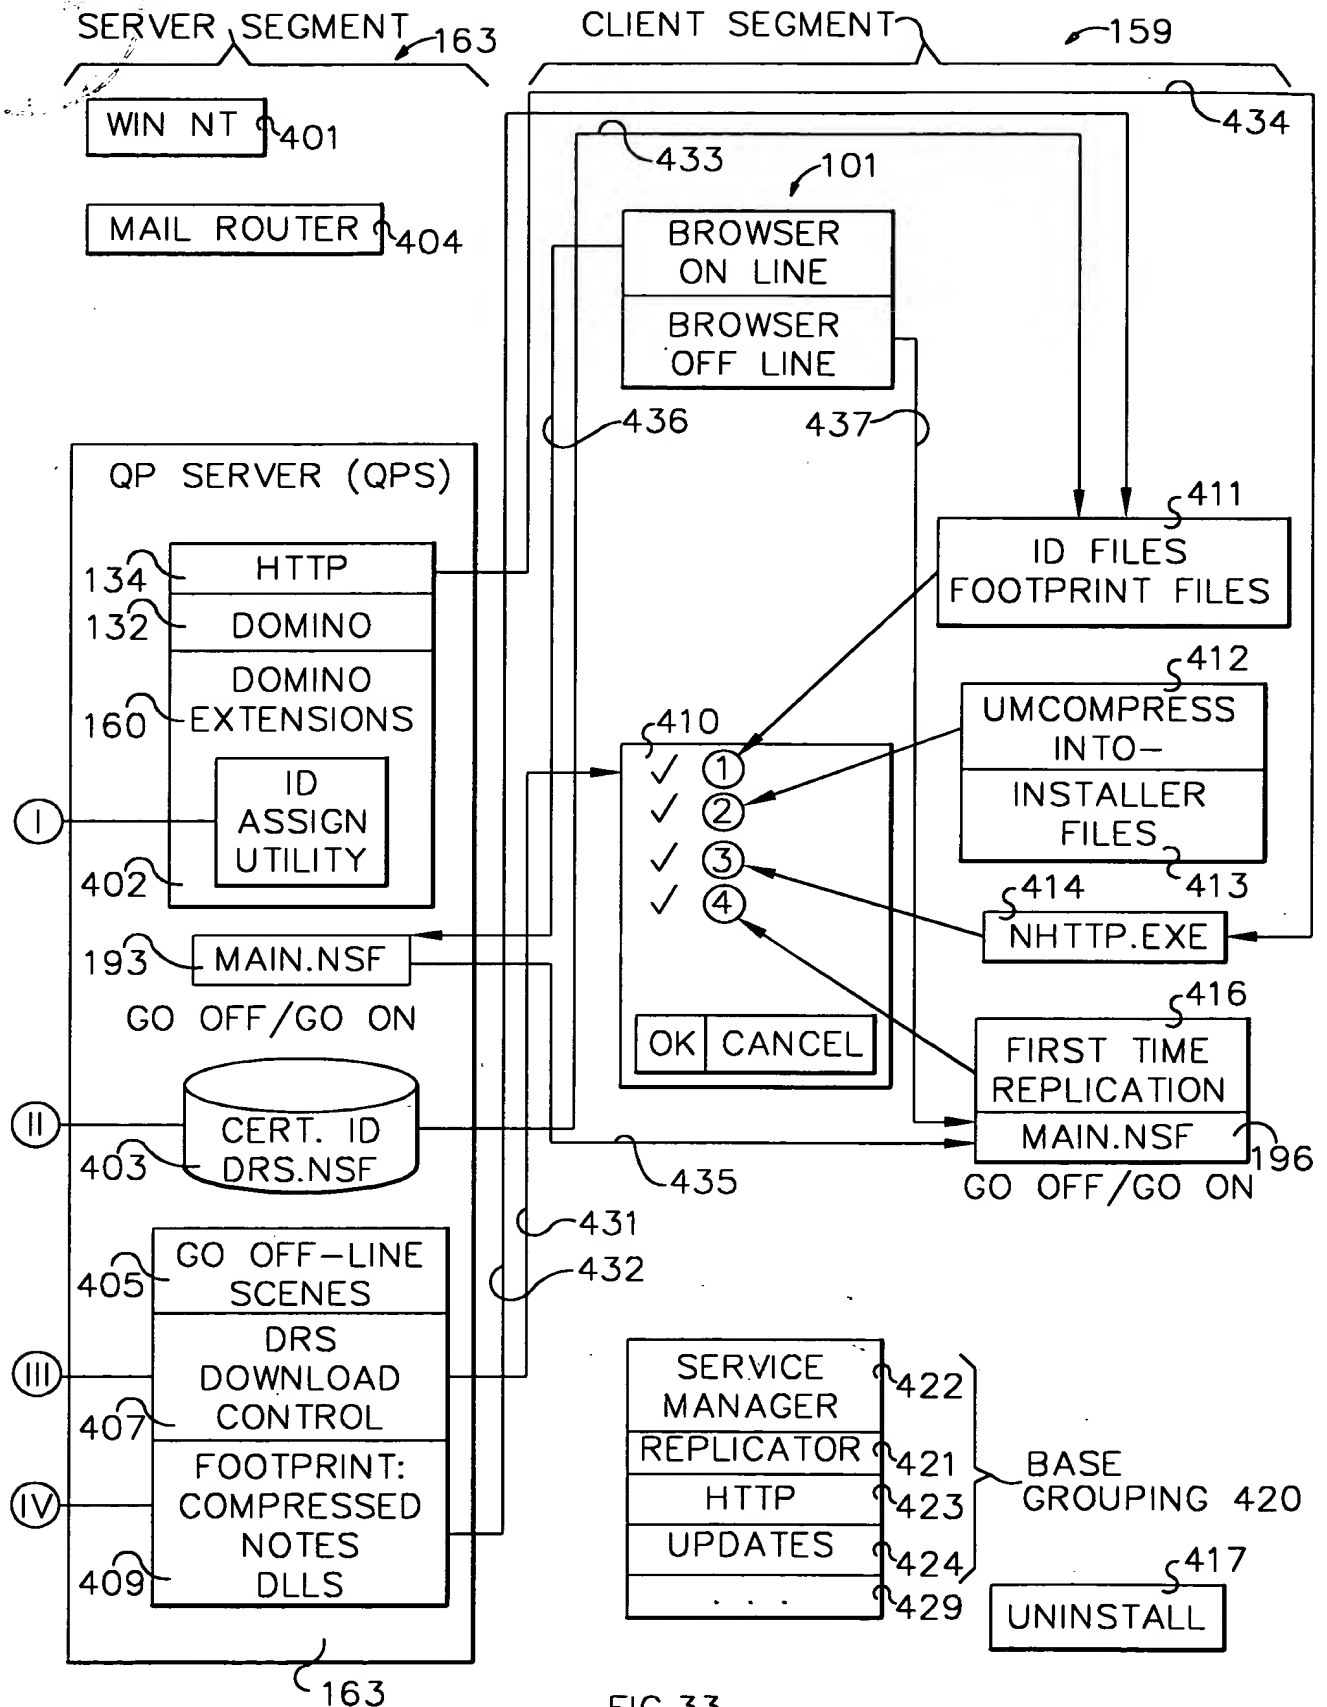 SERVER SEGMENT
163
CLIENT SEGMENT
159
WIN NT
401
434
433
101
MAIL ROUTER
404
BROWSER
ON LINE
BROWSER
OFF LINE
436
437
QP SERVER (QPS)
134
HTTP
132
DOMINO
DOMINO
160
EXTENSIONS
ID
ASSIGN
UTILITY
I
402
193
MAIN.NSF
GO OFF/GO ON
II
CERT. ID
403
DRS.NSF
GO OFF-LINE
405
SCENES
III
DRS
DOWNLOAD
407
CONTROL
IV
FOOTPRINT:
COMPRESSED
NOTES
409
DLLS
163
411
ID FILES
FOOTPRINT FILES
412
UMCOMPRESS
INTO-
INSTALLER
FILES
413
410
✓ 1
✓ 2
✓ 3
✓ 4
OK CANCEL
414
NHTTP.EXE
416
FIRST TIME
REPLICATION
MAIN.NSF
196
GO OFF/GO ON
435
431
432
SERVICE
MANAGER
422
REPLICATOR
421
HTTP
423
UPDATES
424
. . .
429
BASE
GROUPING 420
417
UNINSTALL
FIG.33